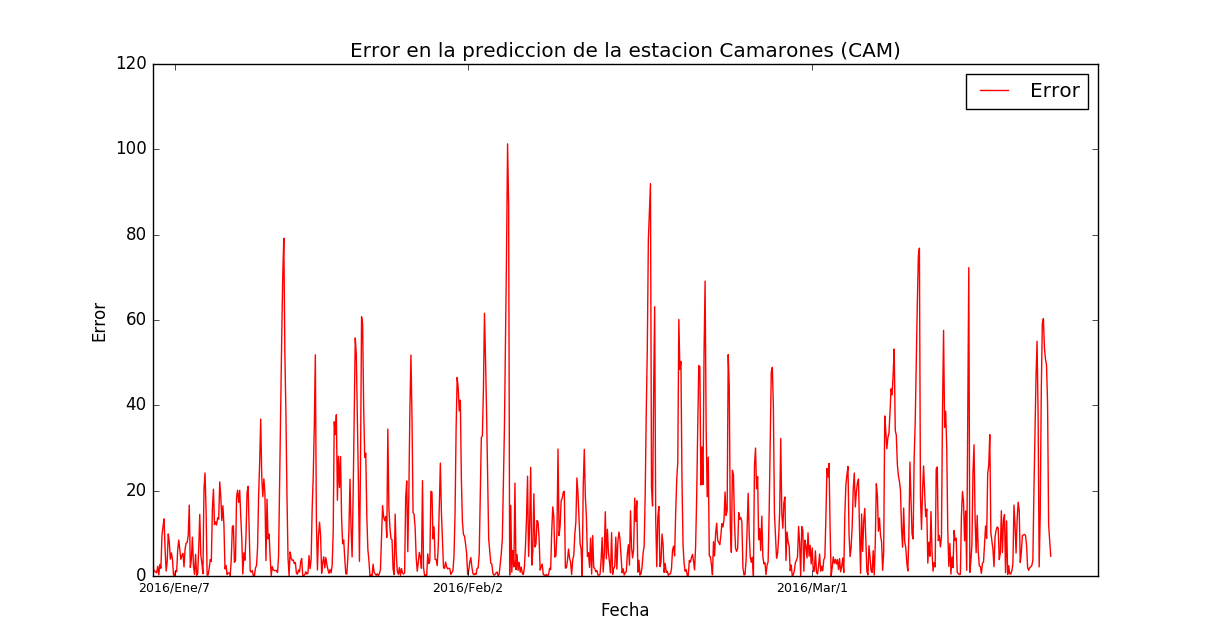 Error en la prediccion de la estacion Camarones (CAM)
120
100
80
60
40
20
0
Error
Error
2016/Ene/7
2016/Feb/2
2016/Mar/1
Fecha